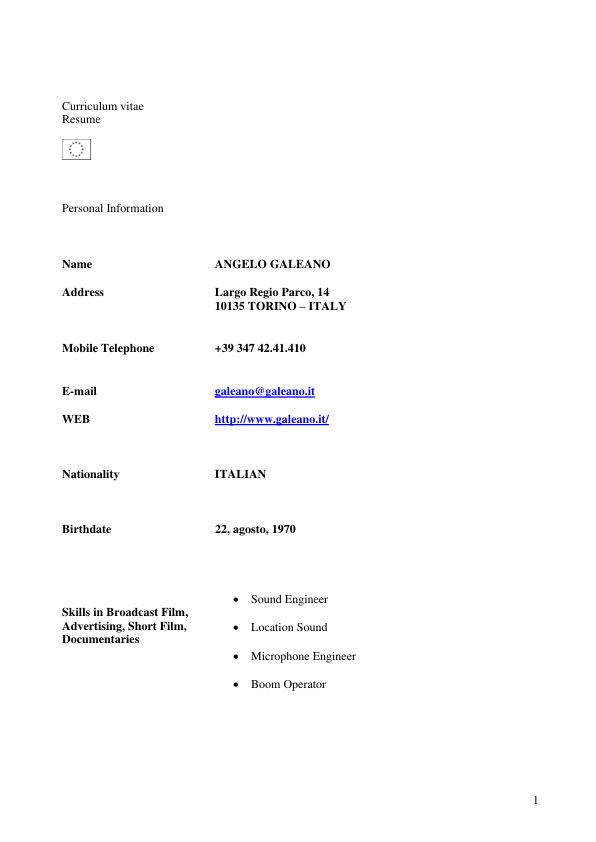 Curriculum vitae
Resume
Personal Information
Name ANGELO GALEANO
Address Largo Regio Parco, 14
10135 TORINO – ITALY
Mobile Telephone +39 347 42.41.410
E-mail galeano@galeano.it
WEB http://www.galeano.it/
Nationality ITALIAN
Birthdate 22, agosto, 1970
Skills in Broadcast Film,
Advertising, Short Film,
Documentaries
• Sound Engineer
• Location Sound
• Microphone Engineer
• Boom Operator
1